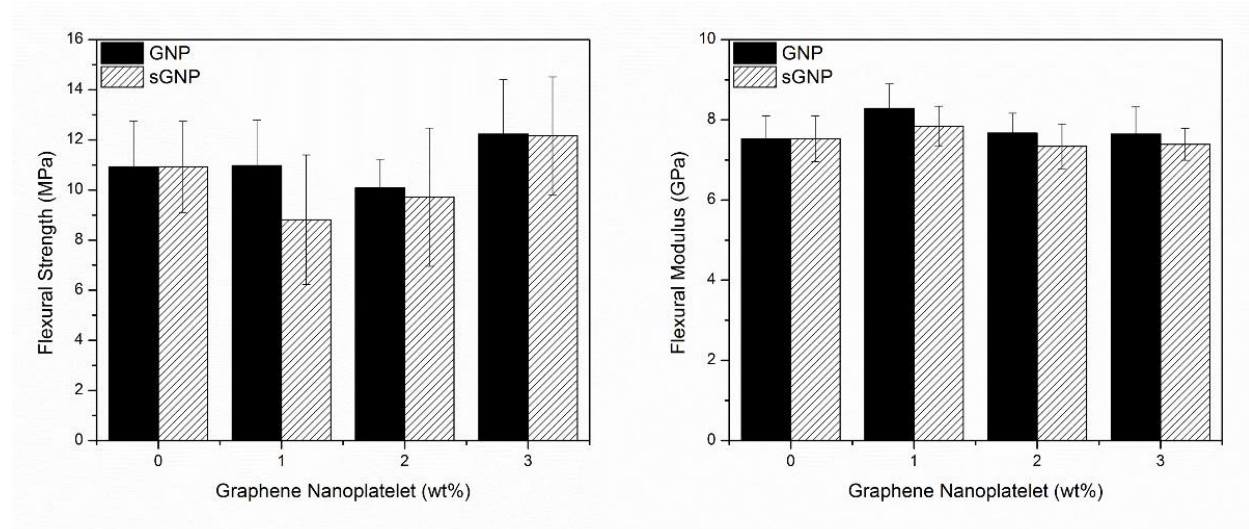 16
14
12
10
8
6
4
2
0
Flexural Strength (MPa)
GNP
sGNP
0 1 2 3
Graphene Nanoplatelet (wt%)
10
8
6
4
2
0
Flexural Modulus (GPa)
GNP
sGNP
0 1 2 3
Graphene Nanoplatelet (wt%)